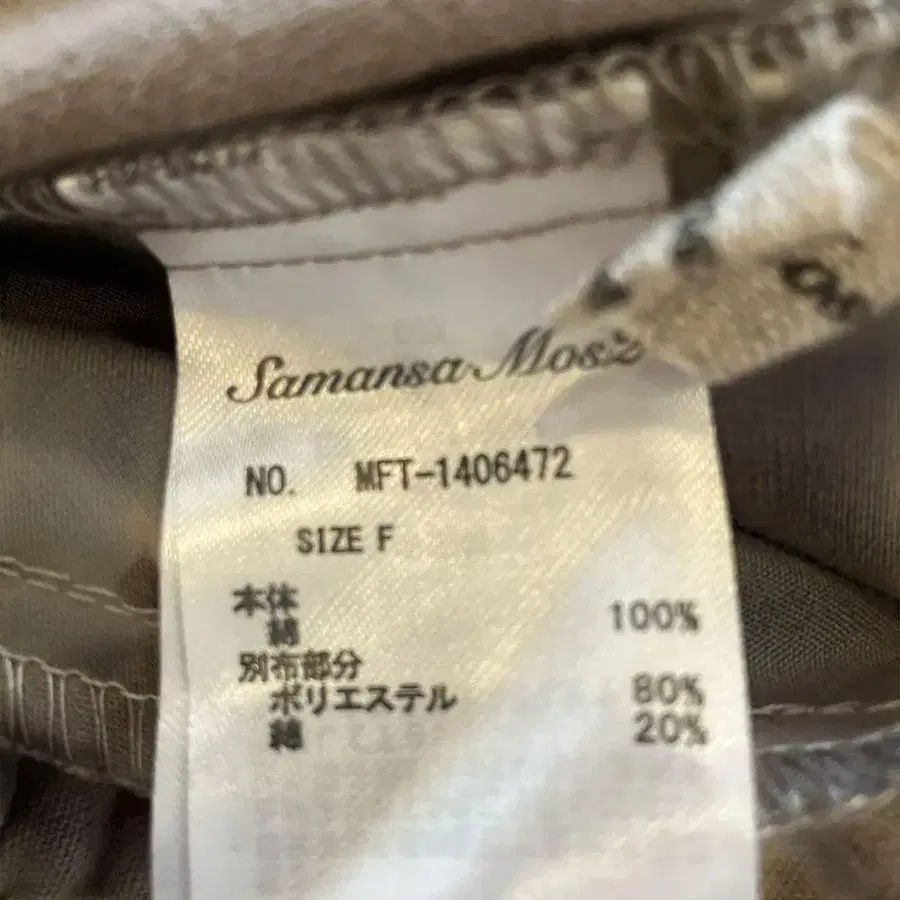 Samansa Mos2
NO. MFT-1406472
SIZE F
本体
綿 100%
別布部分
ポリエステル 80%
綿 20%